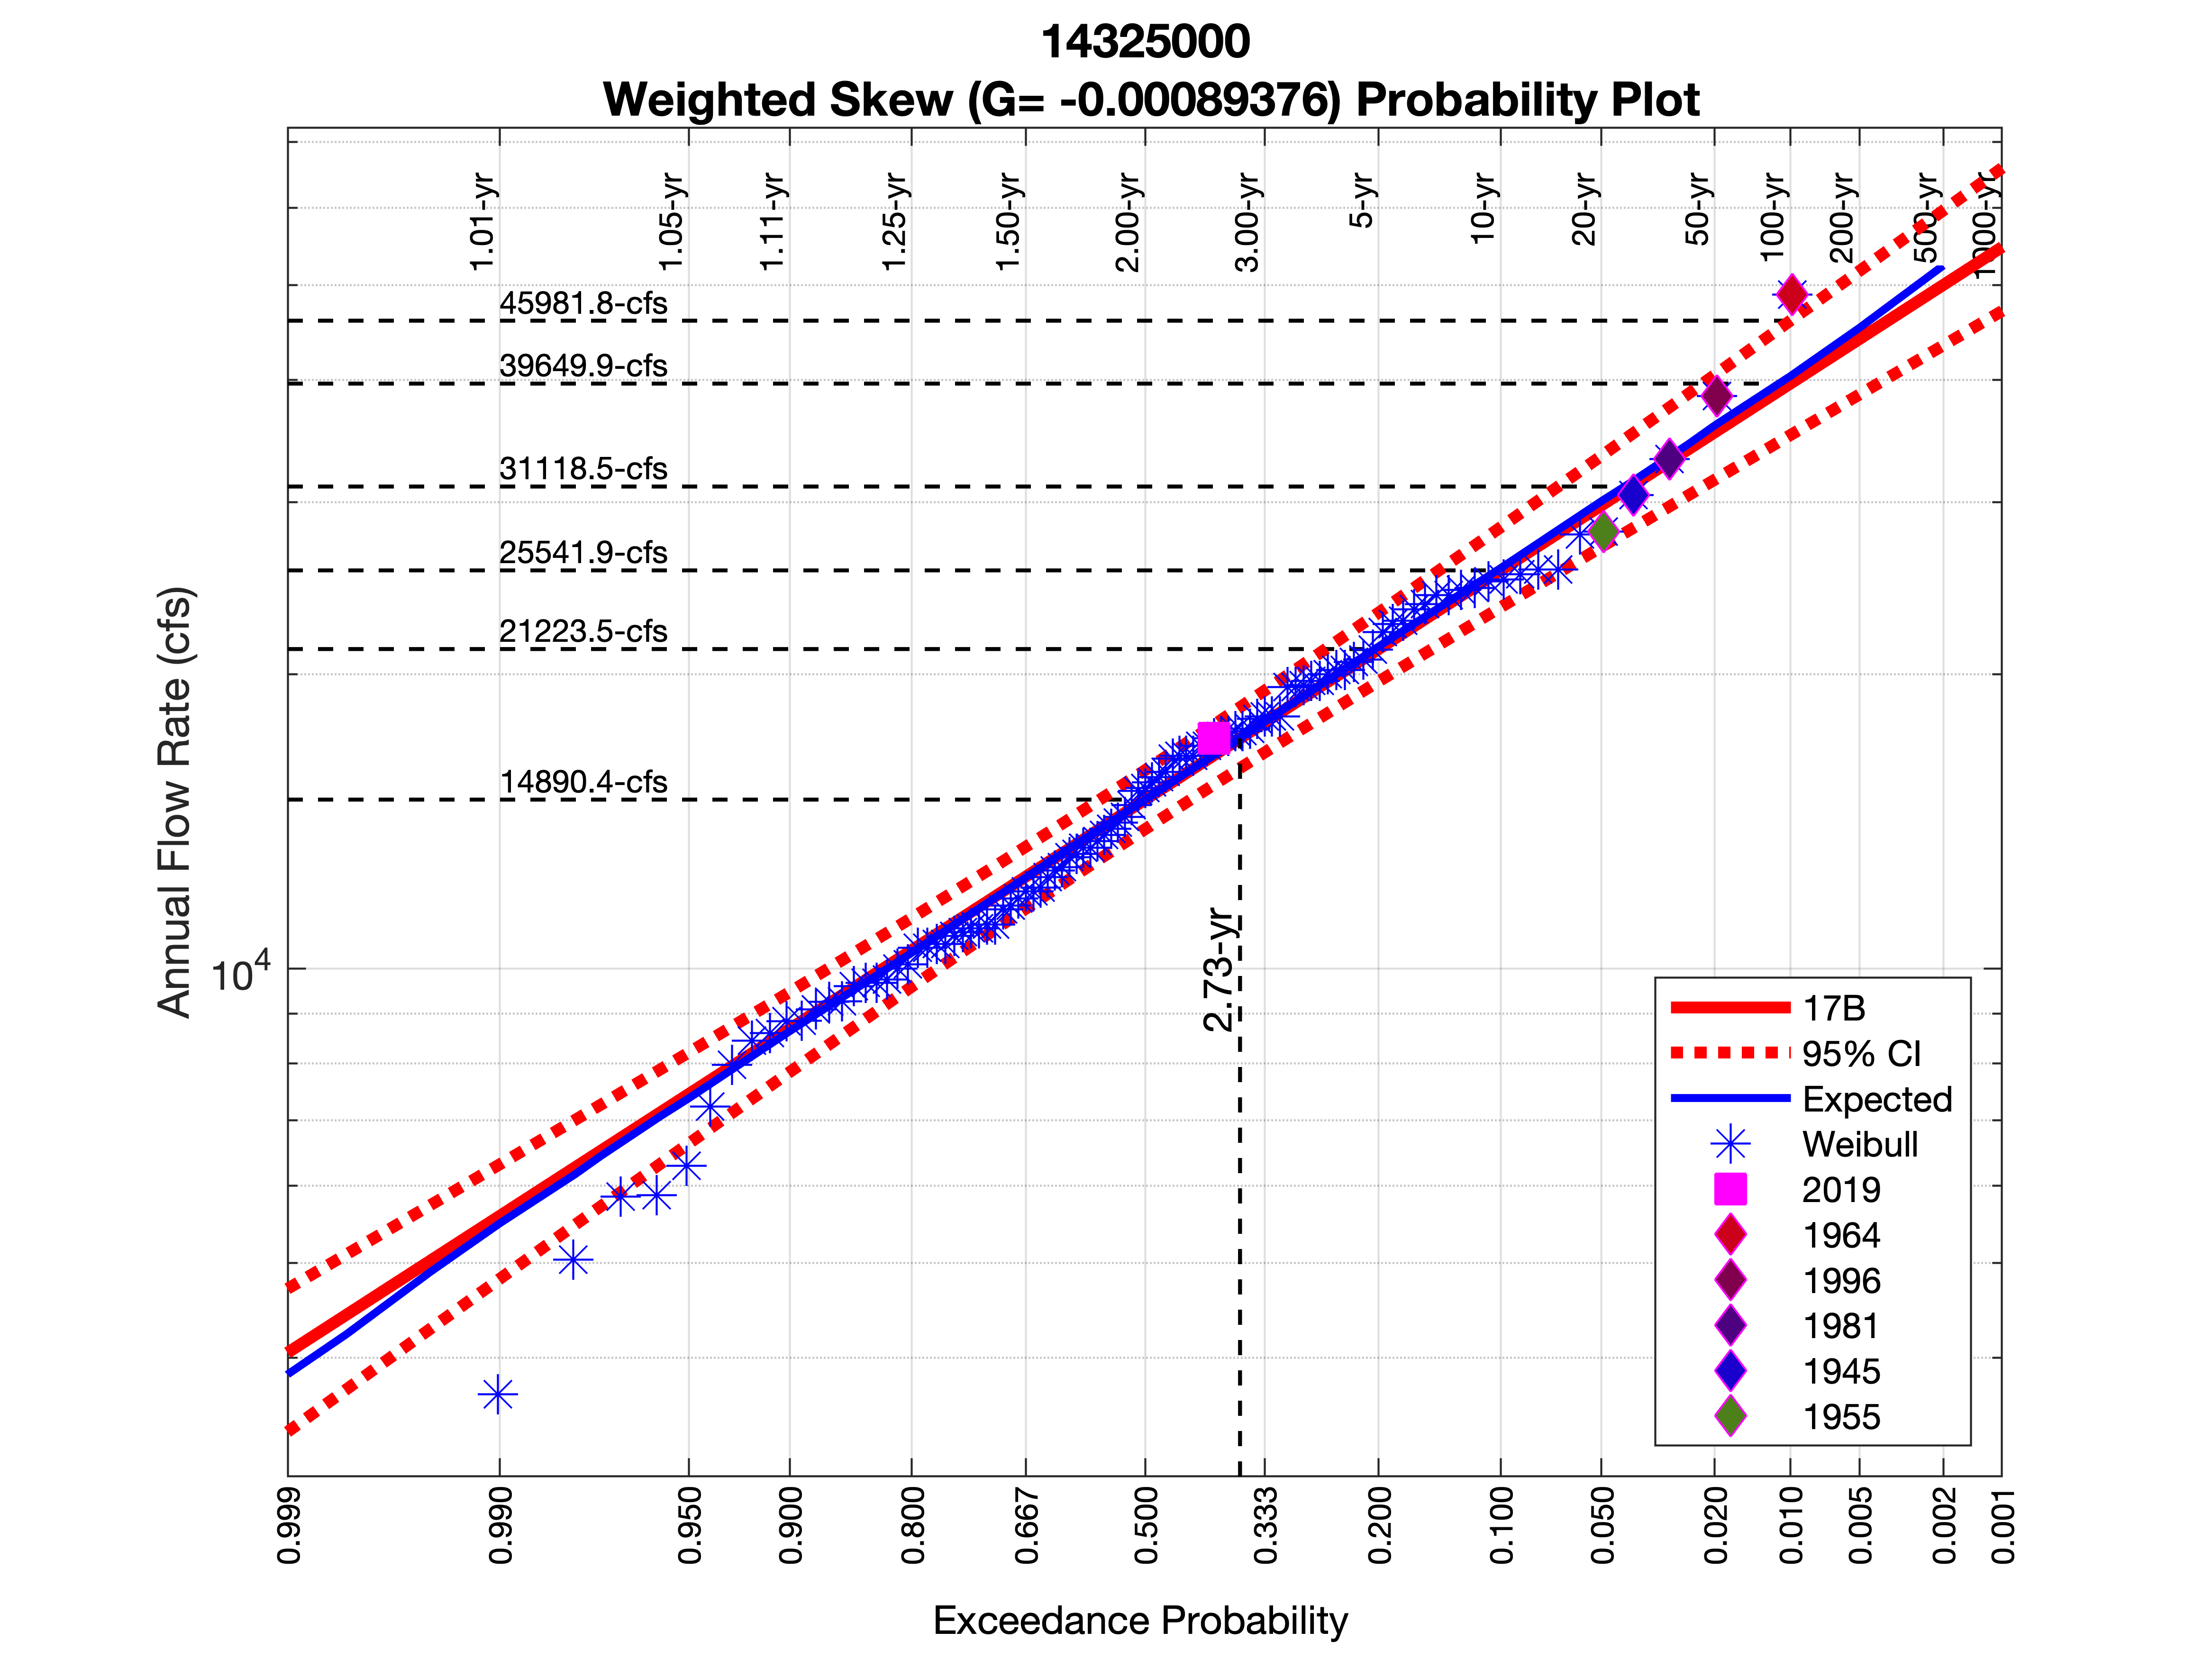 14325000
Weighted Skew (G= -0.00089376) Probability Plot
1.01-yr
1.05-yr
1.11-yr
1.25-yr
1.50-yr
2.00-yr
3.00-yr
5-yr
10-yr
20-yr
50-yr
100-yr
200-yr
500-yr
1000-yr
45981.8-cfs
39649.9-cfs
31118.5-cfs
25541.9-cfs
21223.5-cfs
14890.4-cfs
2.73-yr
Annual Flow Rate (cfs)
10^4
17B
95% CI
Expected
Weibull
2019
1964
1996
1981
1945
1955
0.999
0.990
0.950
0.900
0.800
0.667
0.500
0.333
0.200
0.100
0.050
0.020
0.010
0.005
0.002
0.001
Exceedance Probability